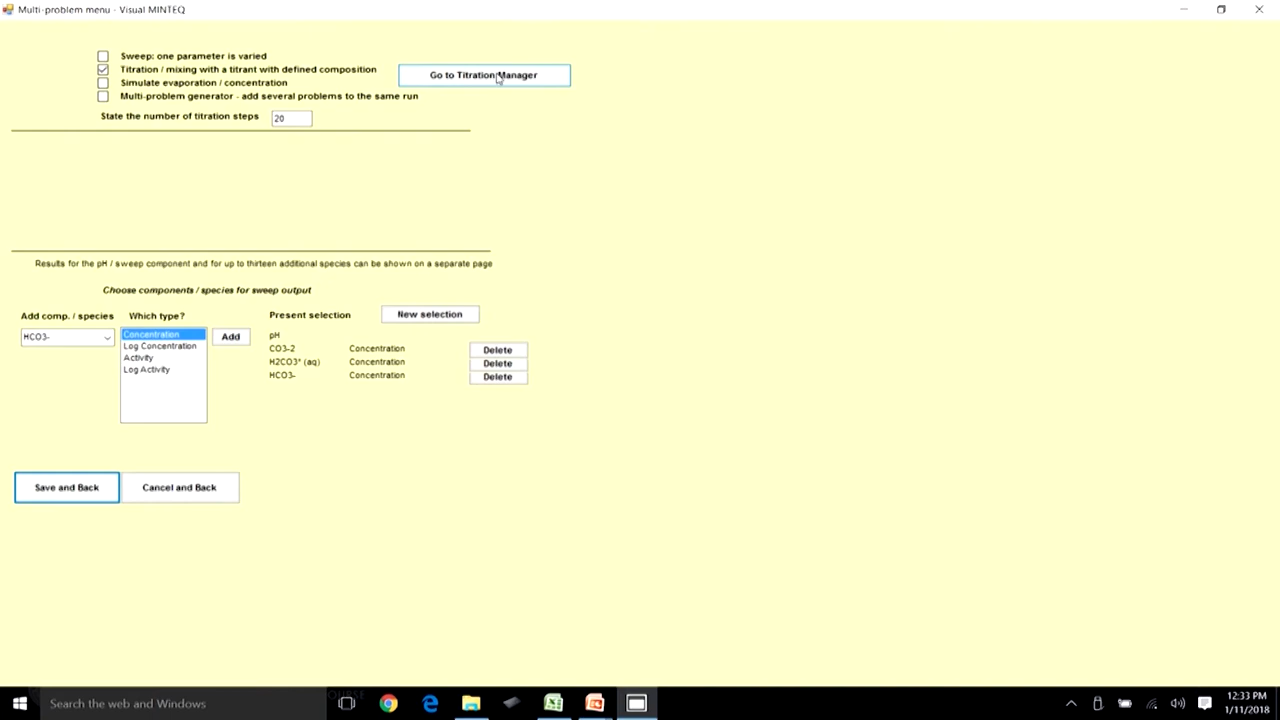 Multi-problem menu - Visual MINTEQ
Sweep: one parameter is varied
Titration / mixing with a titrant with defined composition
Go to Titration Manager
Simulate evaporation / concentration
Multi-problem generator - add several problems to the same run
State the number of titration steps 20
Results for the pH / sweep component and for up to thirteen additional species can be shown on a separate page
Choose components / species for sweep output
Add comp. / species Which type? Present selection New selection
HCO3- Concentration Add pH
Log Concentration CO3-2 Concentration Delete
Activity H2CO3* (aq) Concentration Delete
Log Activity HCO3- Concentration Delete
Save and Back Cancel and Back
Search the web and Windows
12:33 PM
1/11/2018